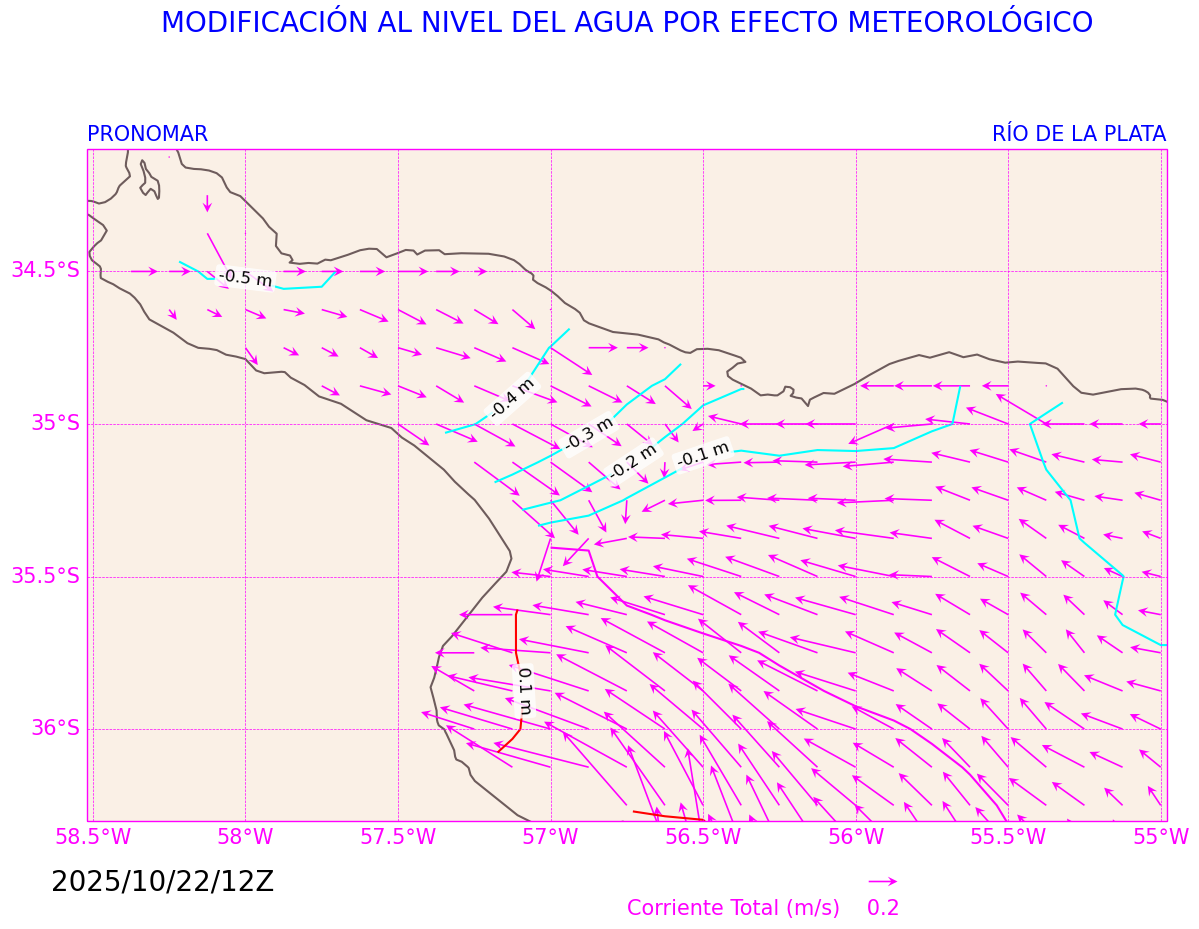 MODIFICACIÓN AL NIVEL DEL AGUA POR EFECTO METEOROLÓGICO
PRONOMAR
RÍO DE LA PLATA
34.5°S
-0.5 m
-0.4 m
35°S
-0.3 m
-0.2 m
-0.1 m
35.5°S
0.1 m
36°S
58.5°W 58°W 57.5°W 57°W 56.5°W 56°W 55.5°W 55°W
2025/10/22/12Z
Corriente Total (m/s) 0.2